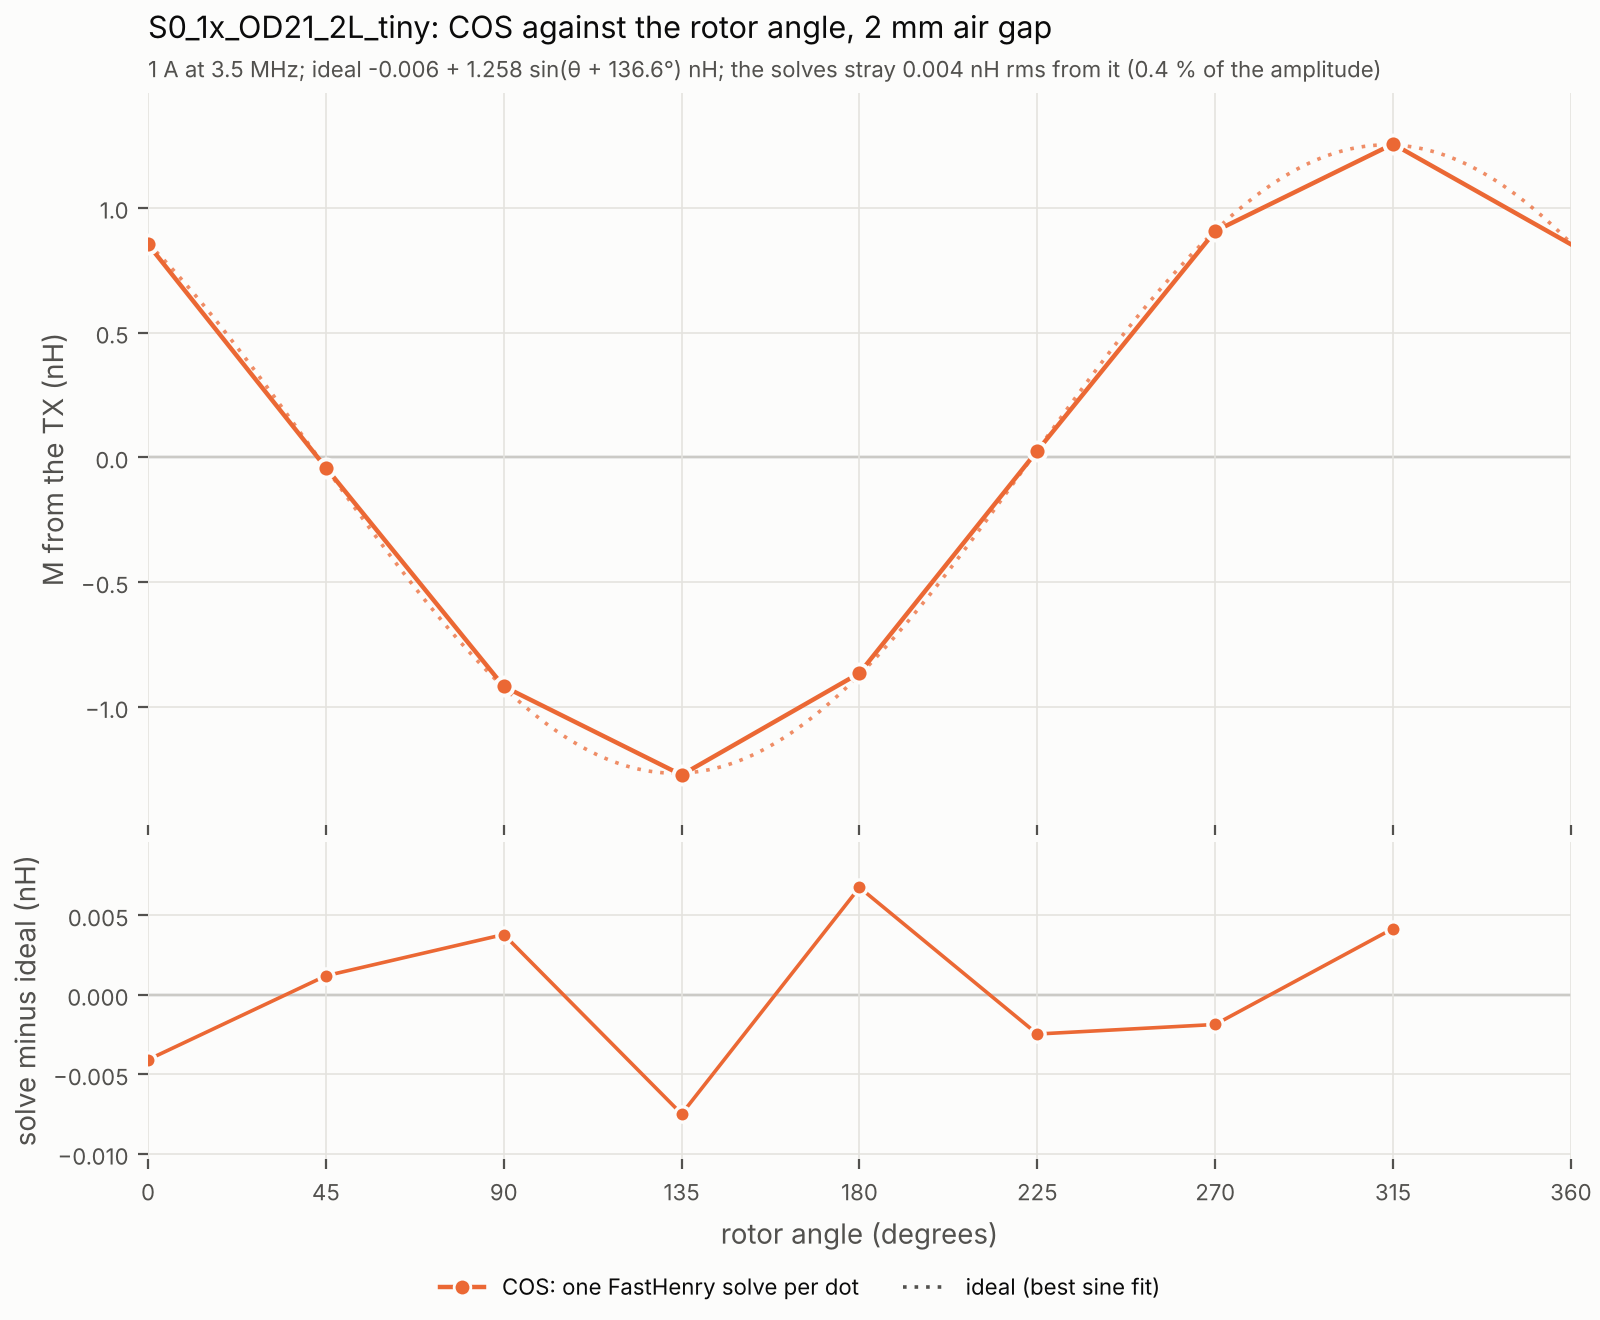 S0_1x_OD21_2L_tiny: COS against the rotor angle, 2 mm air gap
1 A at 3.5 MHz; ideal -0.006 + 1.258 sin(θ + 136.6°) nH; the solves stray 0.004 nH rms from it (0.4 % of the amplitude)
M from the TX (nH)
1.0
0.5
0.0
−0.5
−1.0
solve minus ideal (nH)
0.005
0.000
−0.005
−0.010
0 45 90 135 180 225 270 315 360
rotor angle (degrees)
COS: one FastHenry solve per dot ideal (best sine fit)